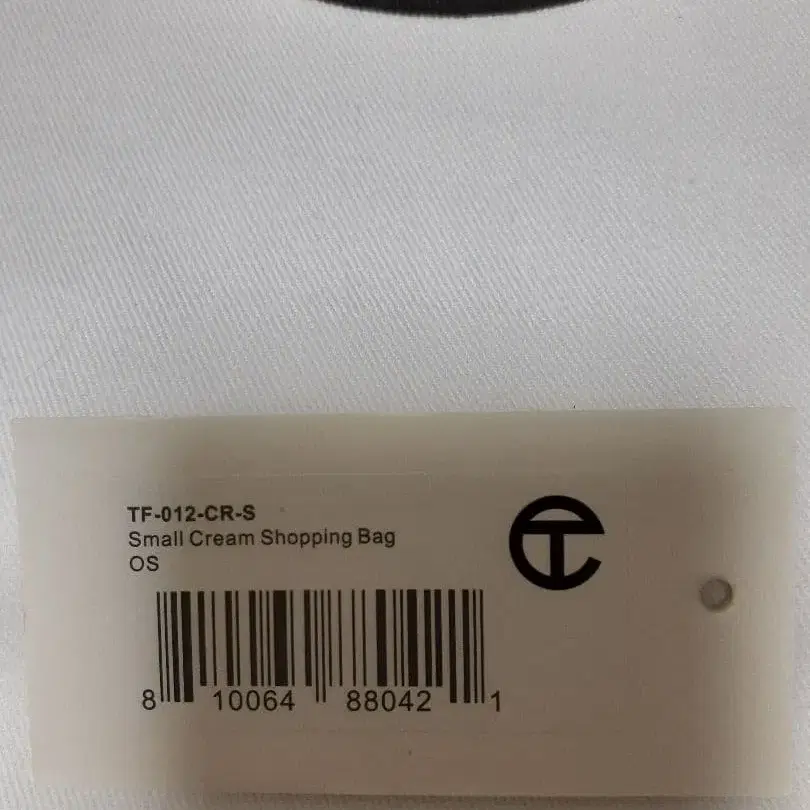 TF-012-CR-S
Small Cream Shopping Bag
OS
8 10064 88042 1